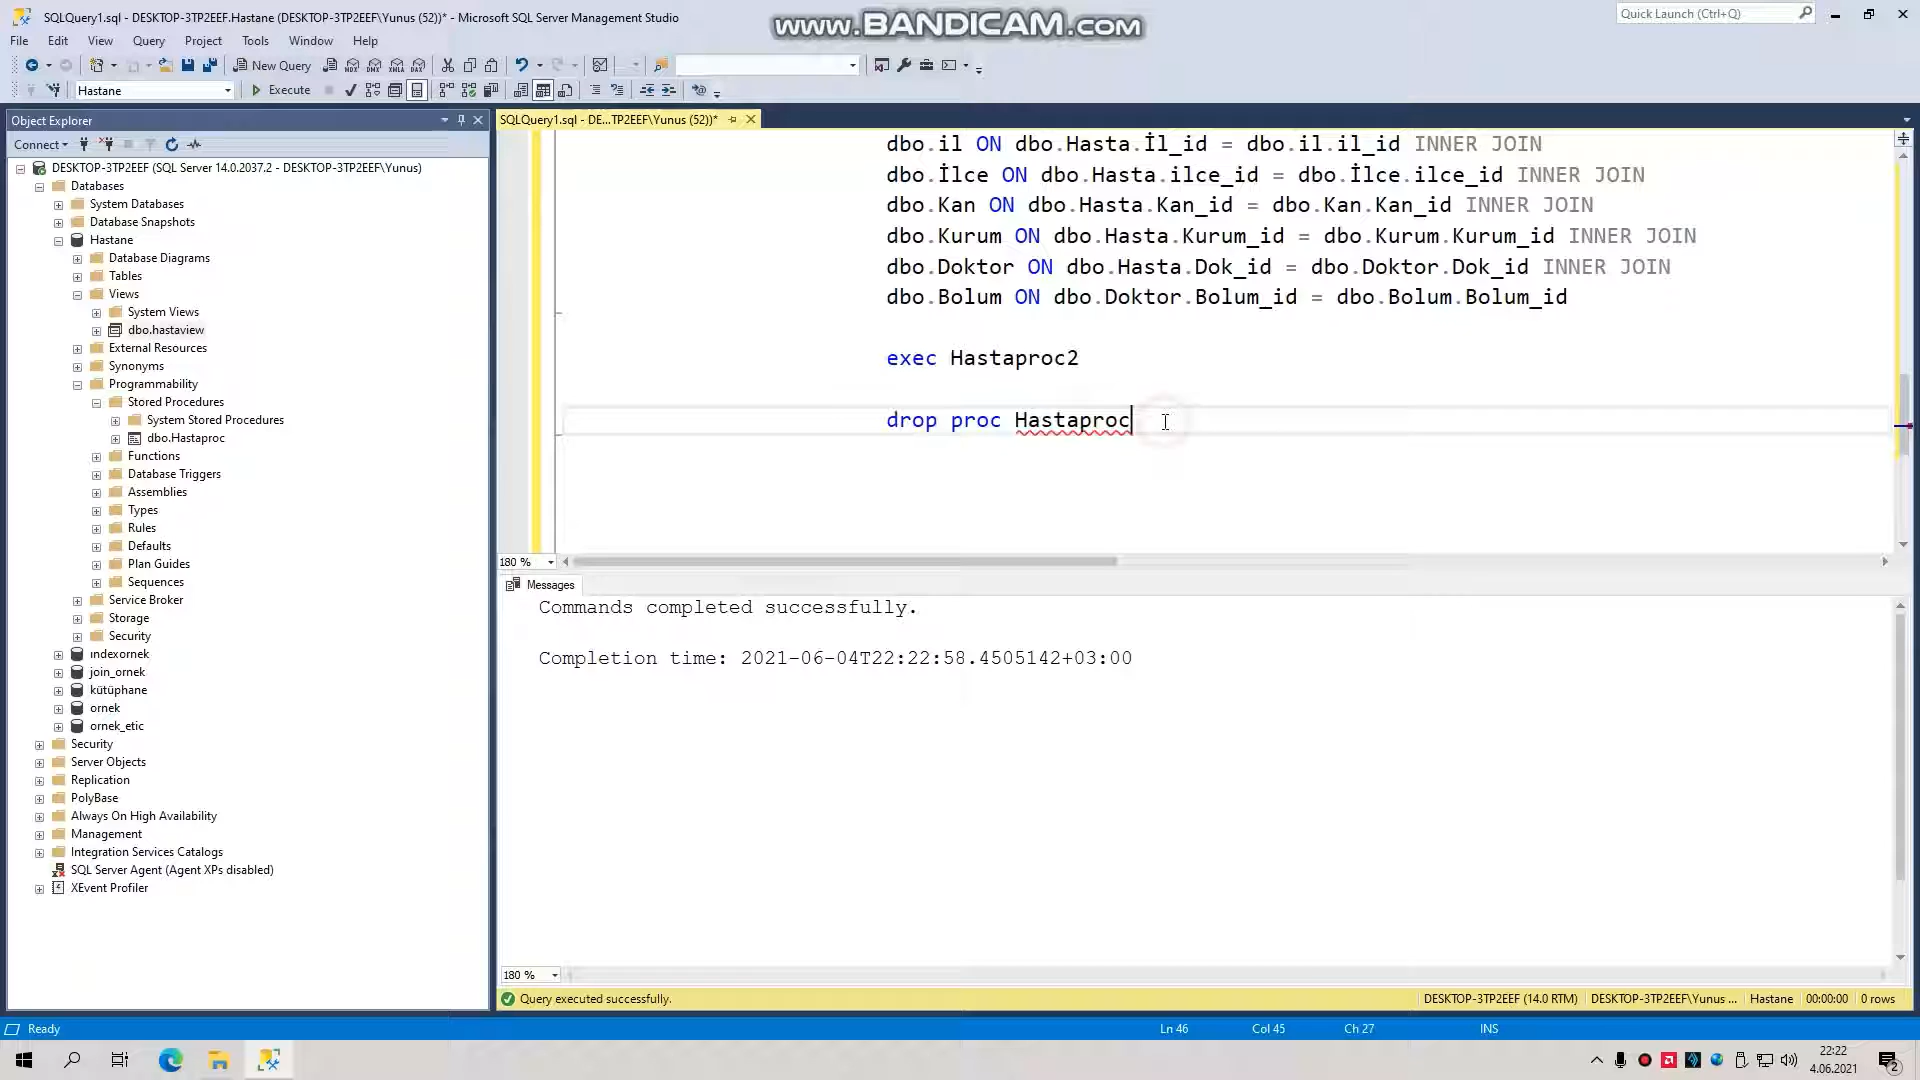 SQLQuery1.sql - DESKTOP-3TP2EEF.Hastane (DESKTOP-3TP2EEF\Yunus (52))* - Microsoft SQL Server Management Studio
www.BANDICAM.com
Quick Launch (Ctrl+Q)
File Edit View Query Project Tools Window Help
New Query
Hastane
Execute
Object Explorer
Connect
DESKTOP-3TP2EEF (SQL Server 14.0.2037.2 - DESKTOP-3TP2EEF\Yunus)
Databases
System Databases
Database Snapshots
Hastane
Database Diagrams
Tables
Views
System Views
dbo.hastaview
External Resources
Synonyms
Programmability
Stored Procedures
System Stored Procedures
dbo.Hastaproc
Functions
Database Triggers
Assemblies
Types
Rules
Defaults
Plan Guides
Sequences
Service Broker
Storage
Security
ındexornek
join_ornek
kütüphane
ornek
ornek_etic
Security
Server Objects
Replication
PolyBase
Always On High Availability
Management
Integration Services Catalogs
SQL Server Agent (Agent XPs disabled)
XEvent Profiler
SQLQuery1.sql - DE...TP2EEF\Yunus (52))*
dbo.il ON dbo.Hasta.İl_id = dbo.il.il_id INNER JOIN
dbo.İlce ON dbo.Hasta.ilce_id = dbo.İlce.ilce_id INNER JOIN
dbo.Kan ON dbo.Hasta.Kan_id = dbo.Kan.Kan_id INNER JOIN
dbo.Kurum ON dbo.Hasta.Kurum_id = dbo.Kurum.Kurum_id INNER JOIN
dbo.Doktor ON dbo.Hasta.Dok_id = dbo.Doktor.Dok_id INNER JOIN
dbo.Bolum ON dbo.Doktor.Bolum_id = dbo.Bolum.Bolum_id
exec Hastaproc2
drop proc Hastaproc
180 %
Messages
Commands completed successfully.
Completion time: 2021-06-04T22:22:58.4505142+03:00
180 %
Query executed successfully.
DESKTOP-3TP2EEF (14.0 RTM) DESKTOP-3TP2EEF\Yunus ... Hastane 00:00:00 0 rows
Ready
Ln 46 Col 45 Ch 27 INS
22:22
4.06.2021
2